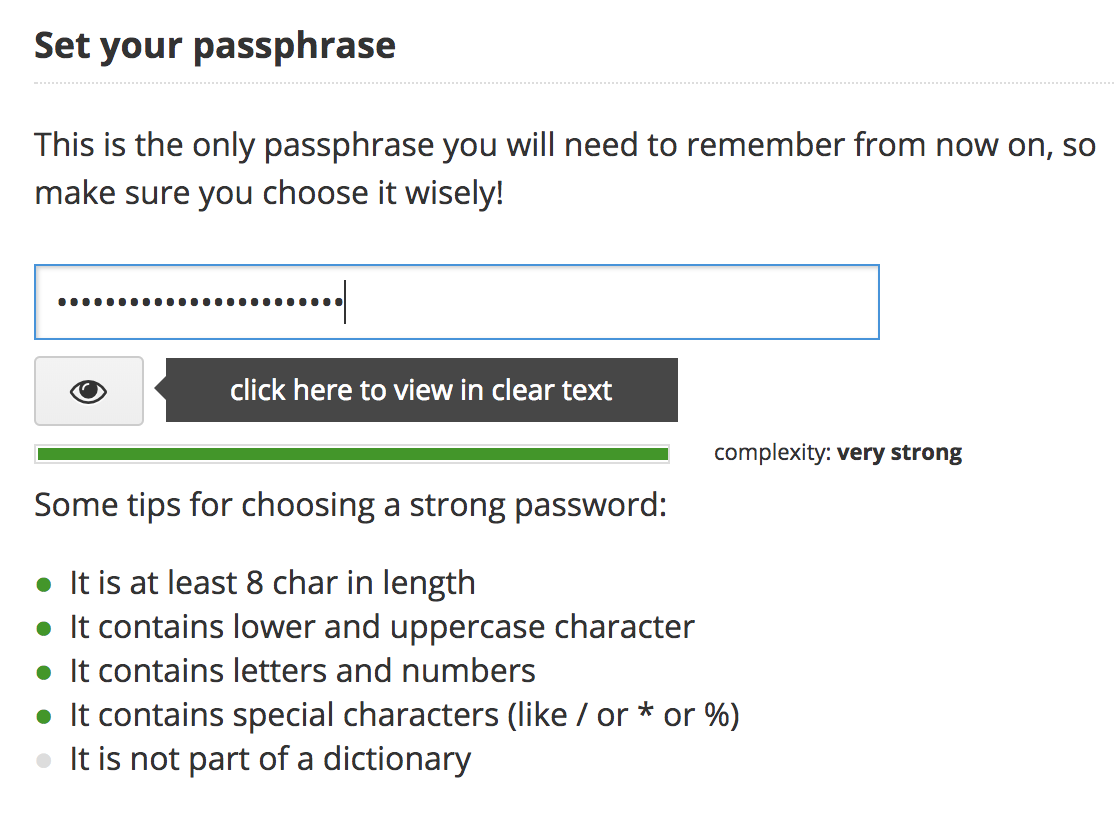 Set your passphrase
This is the only passphrase you will need to remember from now on, so
make sure you choose it wisely!
••••••••••••••••••••••••
click here to view in clear text
complexity: very strong
Some tips for choosing a strong password:
• It is at least 8 char in length
• It contains lower and uppercase character
• It contains letters and numbers
• It contains special characters (like / or * or %)
• It is not part of a dictionary